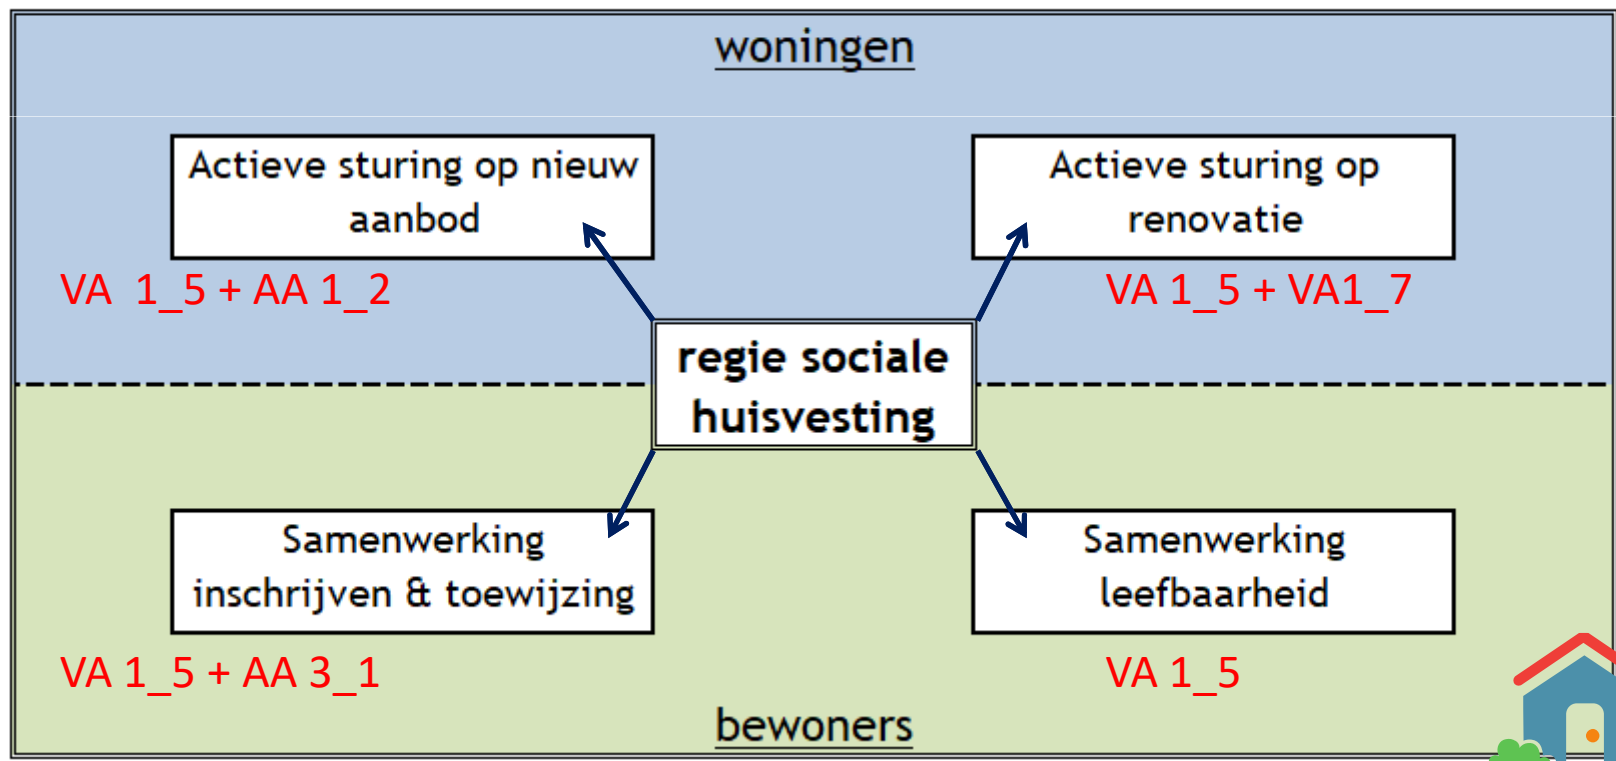 woningen
Actieve sturing op nieuw
aanbod
Actieve sturing op
renovatie
VA 1_5 + AA 1_2
VA 1_5 + VA1_7
regie sociale
huisvesting
Samenwerking
inschrijven & toewijzing
Samenwerking
leefbaarheid
VA 1_5 + AA 3_1
VA 1_5
bewoners